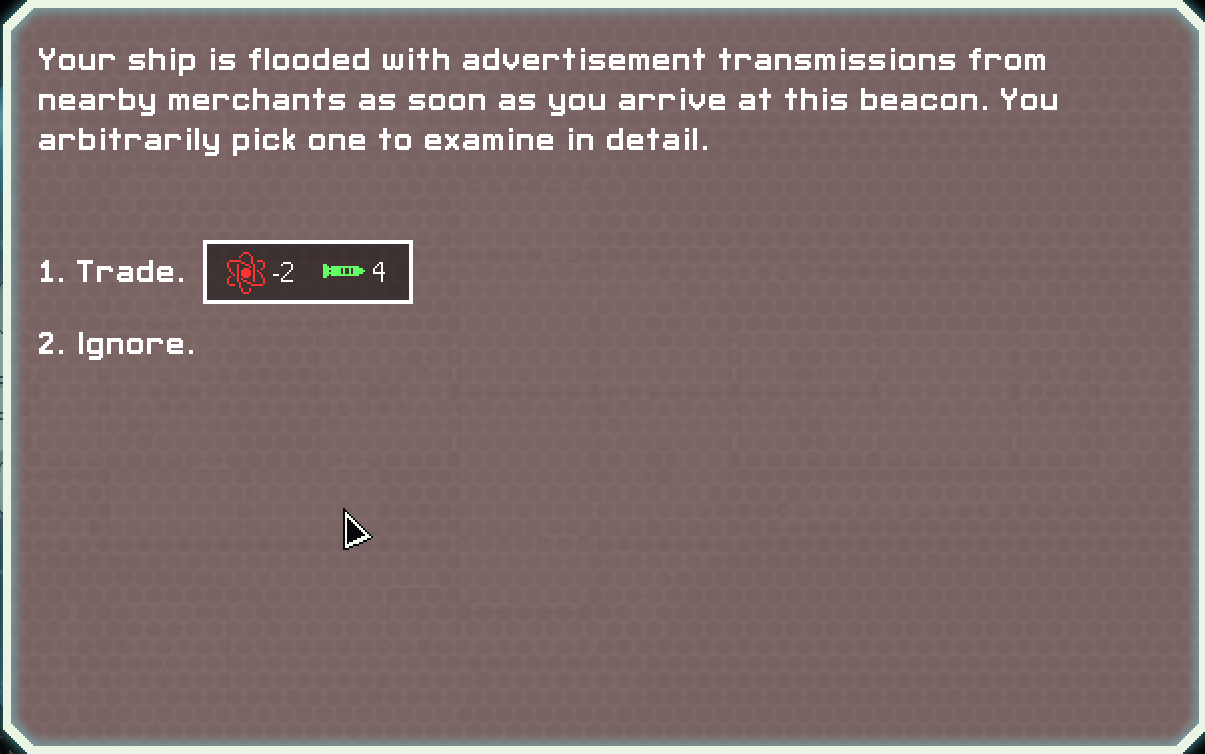 Your ship is flooded with advertisement transmissions from
nearby merchants as soon as you arrive at this beacon. You
arbitrarily pick one to examine in detail.
1. Trade. -2 4
2. Ignore.